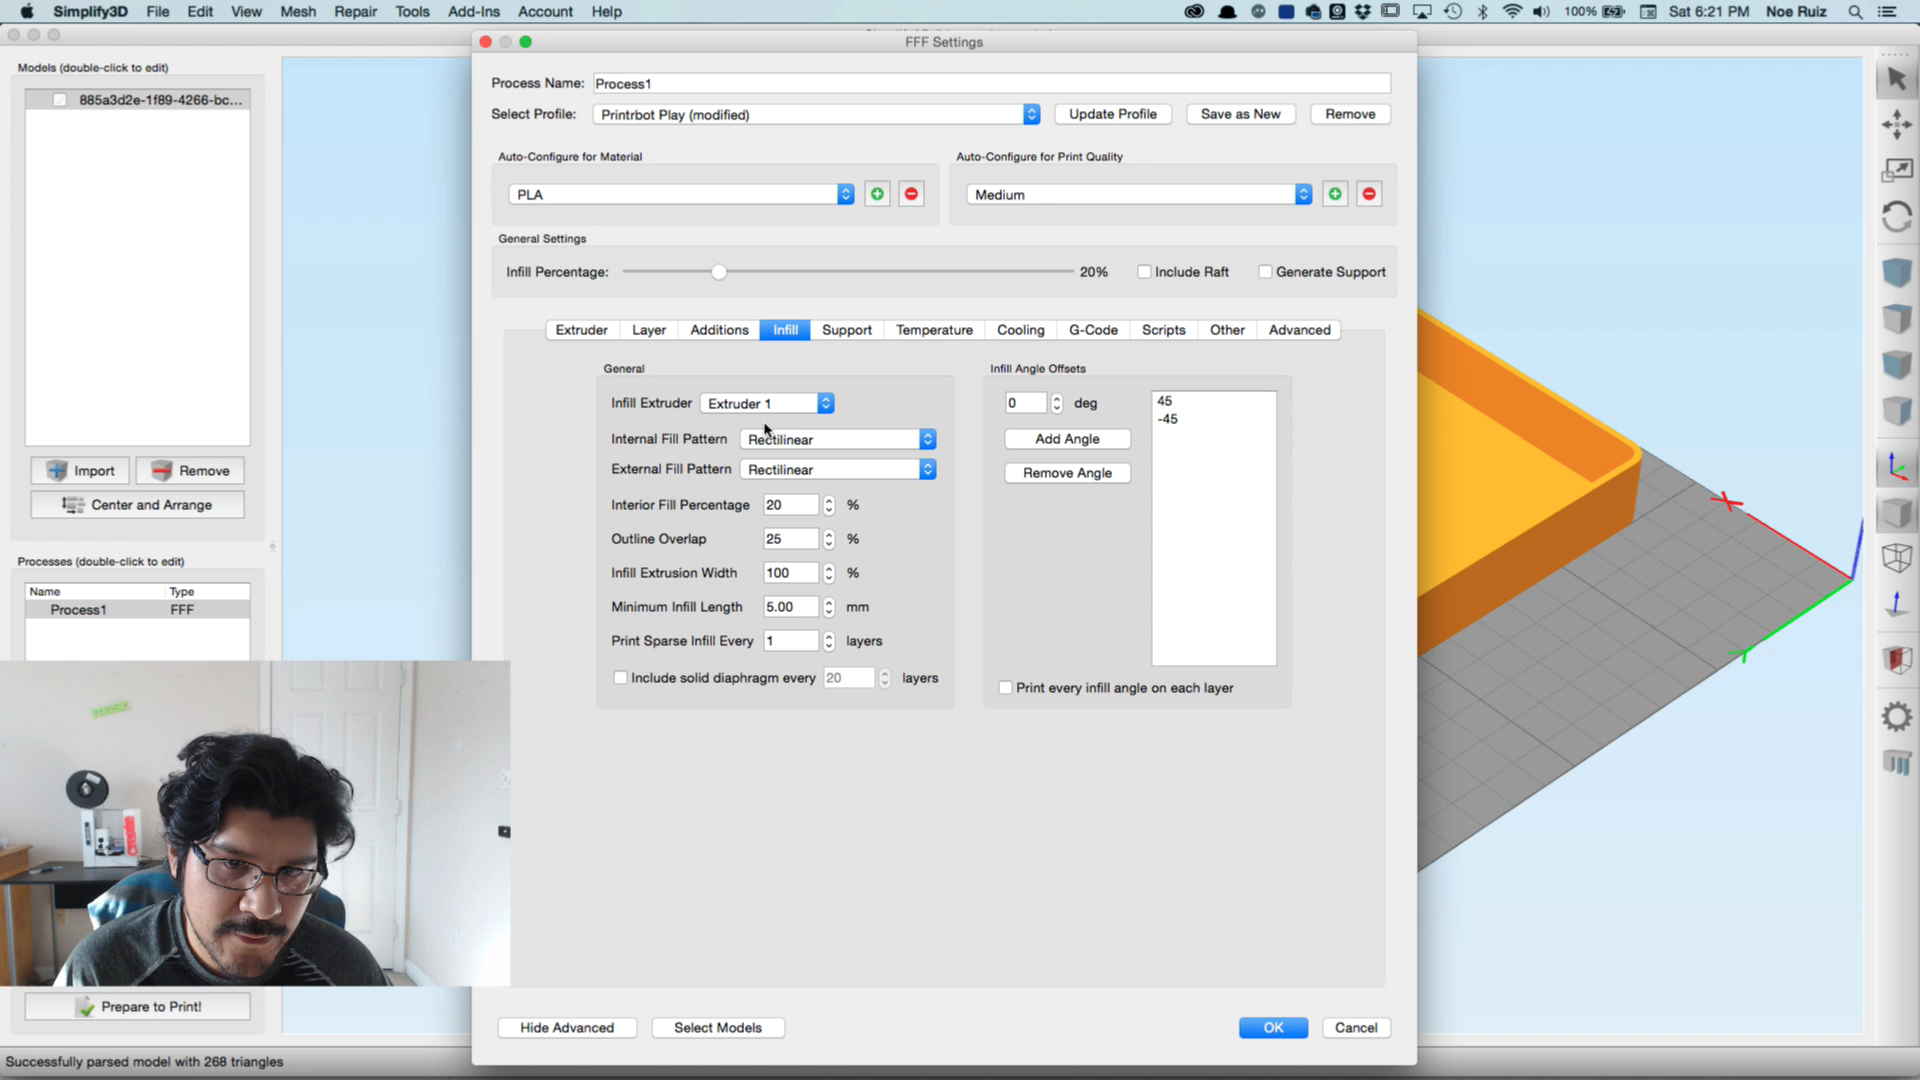 Simplify3D File Edit View Mesh Repair Tools Add-Ins Account Help 100% Sat 6:21 PM Noe Ruiz
FFF Settings
Models (double-click to edit)
885a3d2e-1f89-4266-bc...
Import Remove
Center and Arrange
Processes (double-click to edit)
Name Type
Process1 FFF
Prepare to Print!
Successfully parsed model with 268 triangles
Process Name: Process1
Select Profile: Printrbot Play (modified) Update Profile Save as New Remove
Auto-Configure for Material
PLA
Auto-Configure for Print Quality
Medium
General Settings
Infill Percentage: 20% Include Raft Generate Support
Extruder Layer Additions Infill Support Temperature Cooling G-Code Scripts Other Advanced
General
Infill Extruder Extruder 1
Internal Fill Pattern Rectilinear
External Fill Pattern Rectilinear
Interior Fill Percentage 20 %
Outline Overlap 25 %
Infill Extrusion Width 100 %
Minimum Infill Length 5.00 mm
Print Sparse Infill Every 1 layers
Include solid diaphragm every 20 layers
Infill Angle Offsets
0 deg
Add Angle
Remove Angle
45
-45
Print every infill angle on each layer
Hide Advanced Select Models OK Cancel
Create